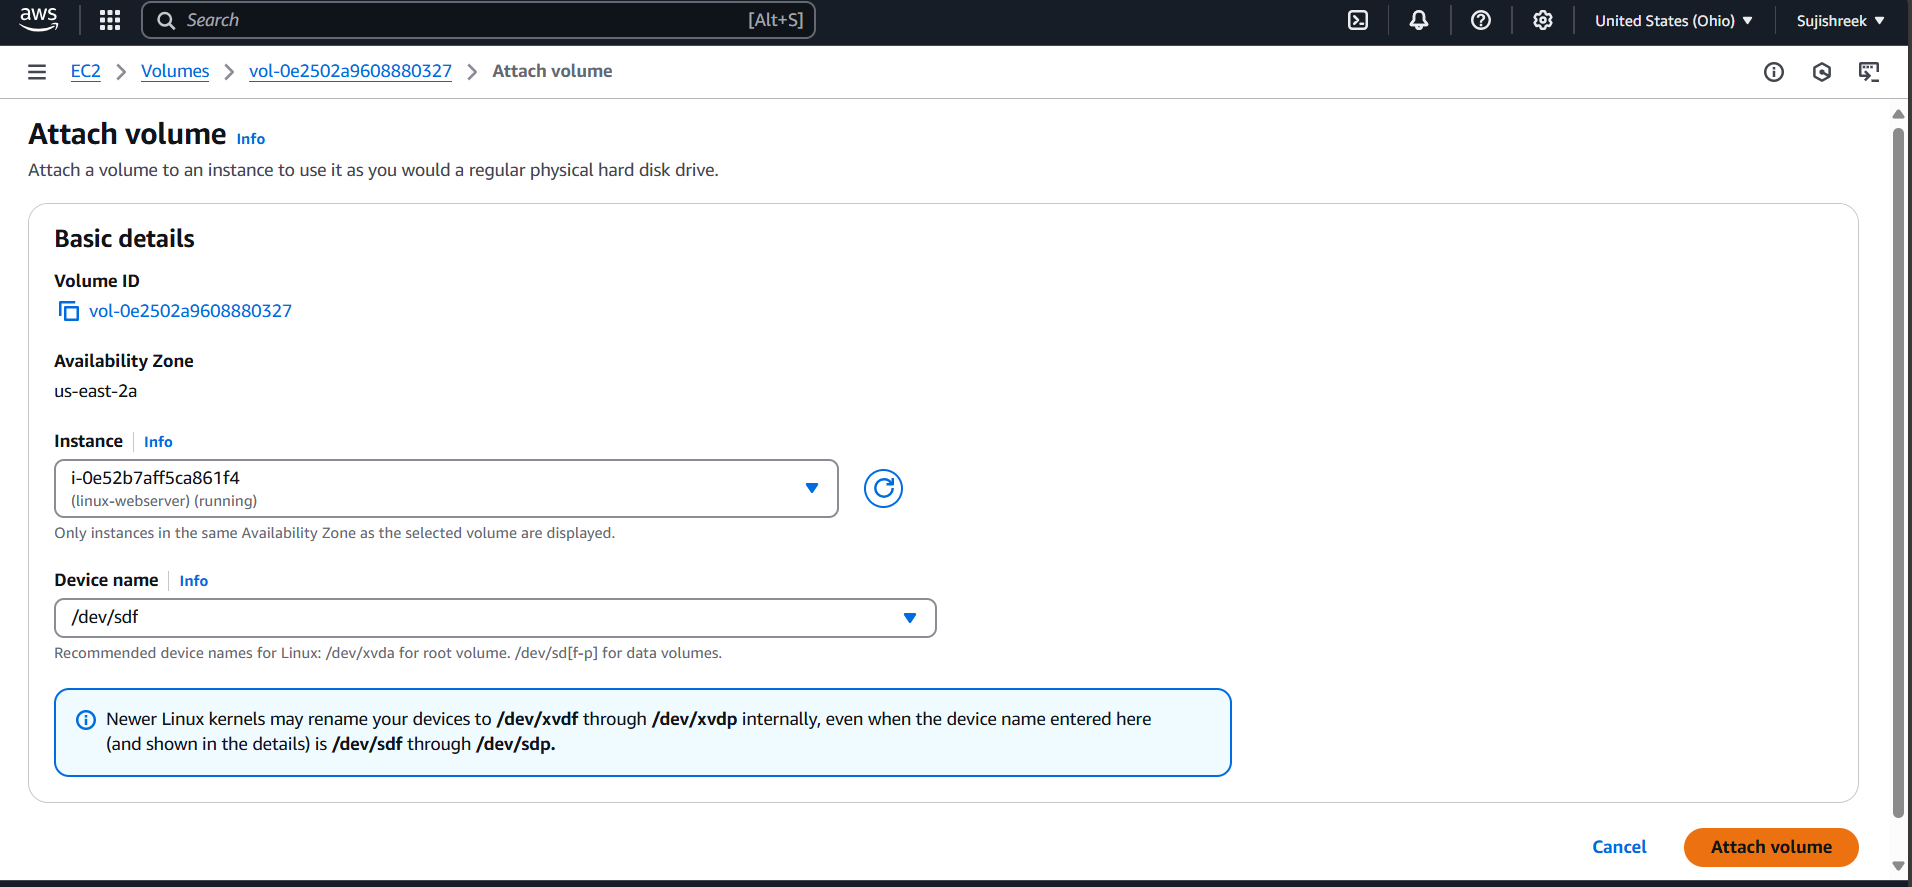 aws
Search [Alt+S]
United States (Ohio)
Sujishreek
EC2
Volumes
vol-0e2502a9608880327
Attach volume
Attach volume Info
Attach a volume to an instance to use it as you would a regular physical hard disk drive.
Basic details
Volume ID
vol-0e2502a9608880327
Availability Zone
us-east-2a
Instance Info
i-0e52b7aff5ca861f4
(linux-webserver) (running)
Only instances in the same Availability Zone as the selected volume are displayed.
Device name Info
/dev/sdf
Recommended device names for Linux: /dev/xvda for root volume. /dev/sd[f-p] for data volumes.
Newer Linux kernels may rename your devices to /dev/xvdf through /dev/xvdp internally, even when the device name entered here
(and shown in the details) is /dev/sdf through /dev/sdp.
Cancel
Attach volume